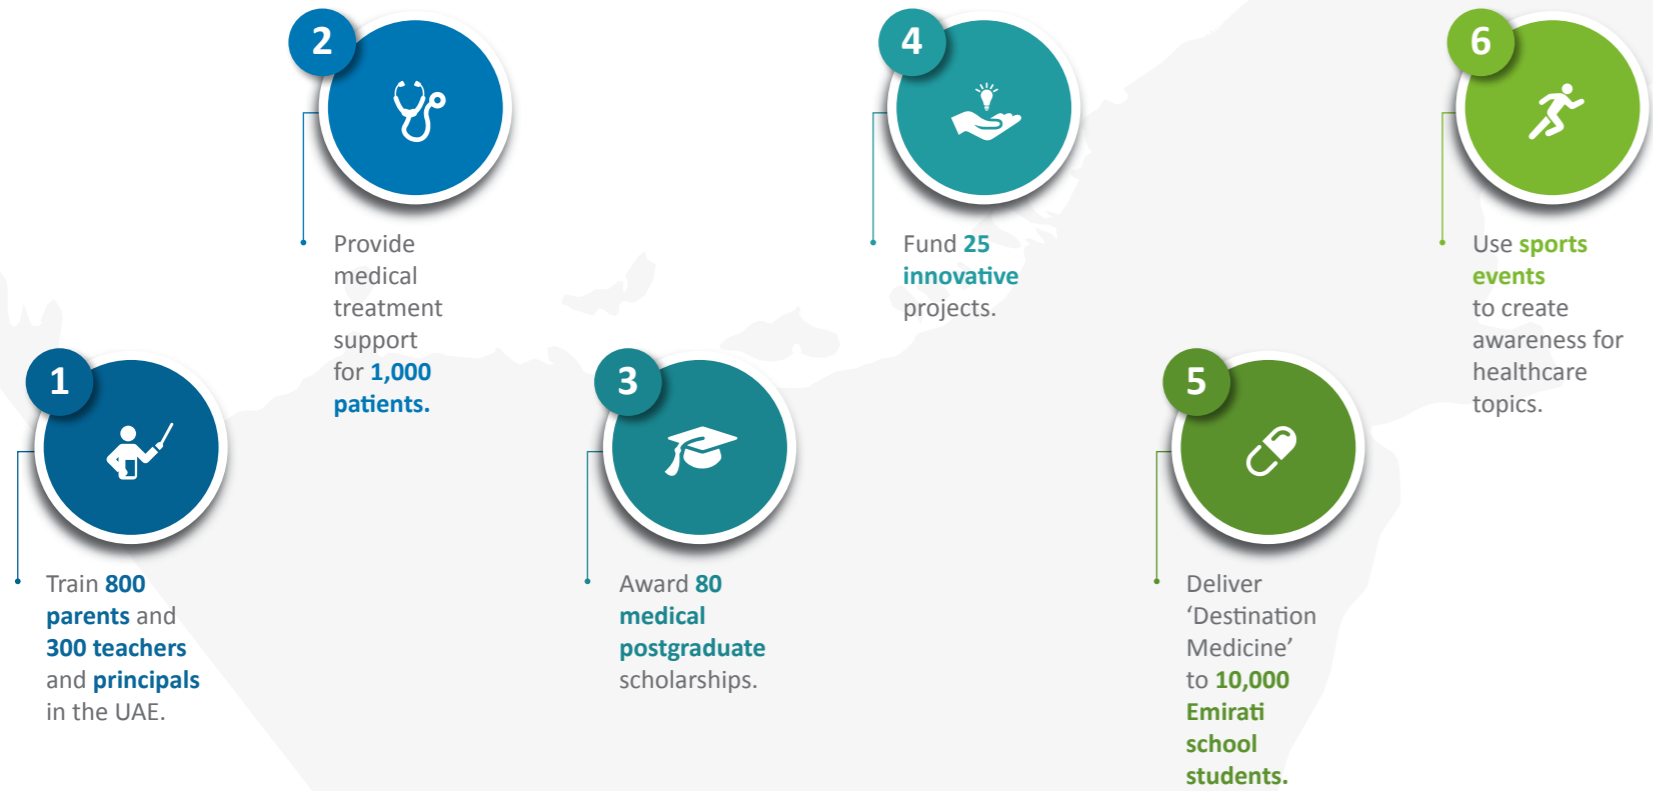 1
Train 800
parents and
300 teachers
and principals
in the UAE.
2
Provide
medical
treatment
support
for 1,000
patients.
3
Award 80
medical
postgraduate
scholarships.
4
Fund 25
innovative
projects.
5
Deliver
‘Destination
Medicine’
to 10,000
Emirati
school
students.
6
Use sports
events
to create
awareness for
healthcare
topics.